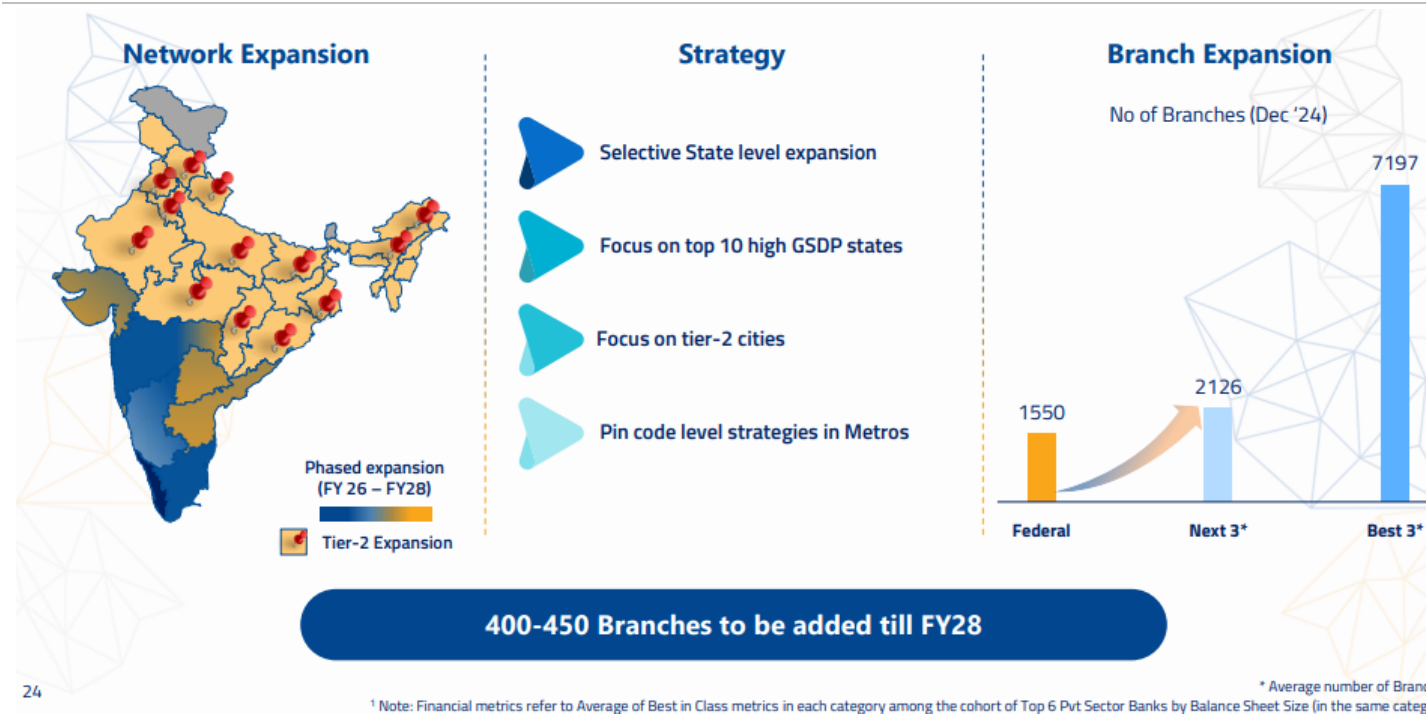 Network Expansion
Phased expansion
(FY 26 – FY28)
Tier-2 Expansion
Strategy
Selective State level expansion
Focus on top 10 high GSDP states
Focus on tier-2 cities
Pin code level strategies in Metros
Branch Expansion
No of Branches (Dec ‘24)
1550
2126
7197
Federal
Next 3*
Best 3*
400-450 Branches to be added till FY28
24
* Average number of Branc
¹ Note: Financial metrics refer to Average of Best in Class metrics in each category among the cohort of Top 6 Pvt Sector Banks by Balance Sheet Size (in the same categ